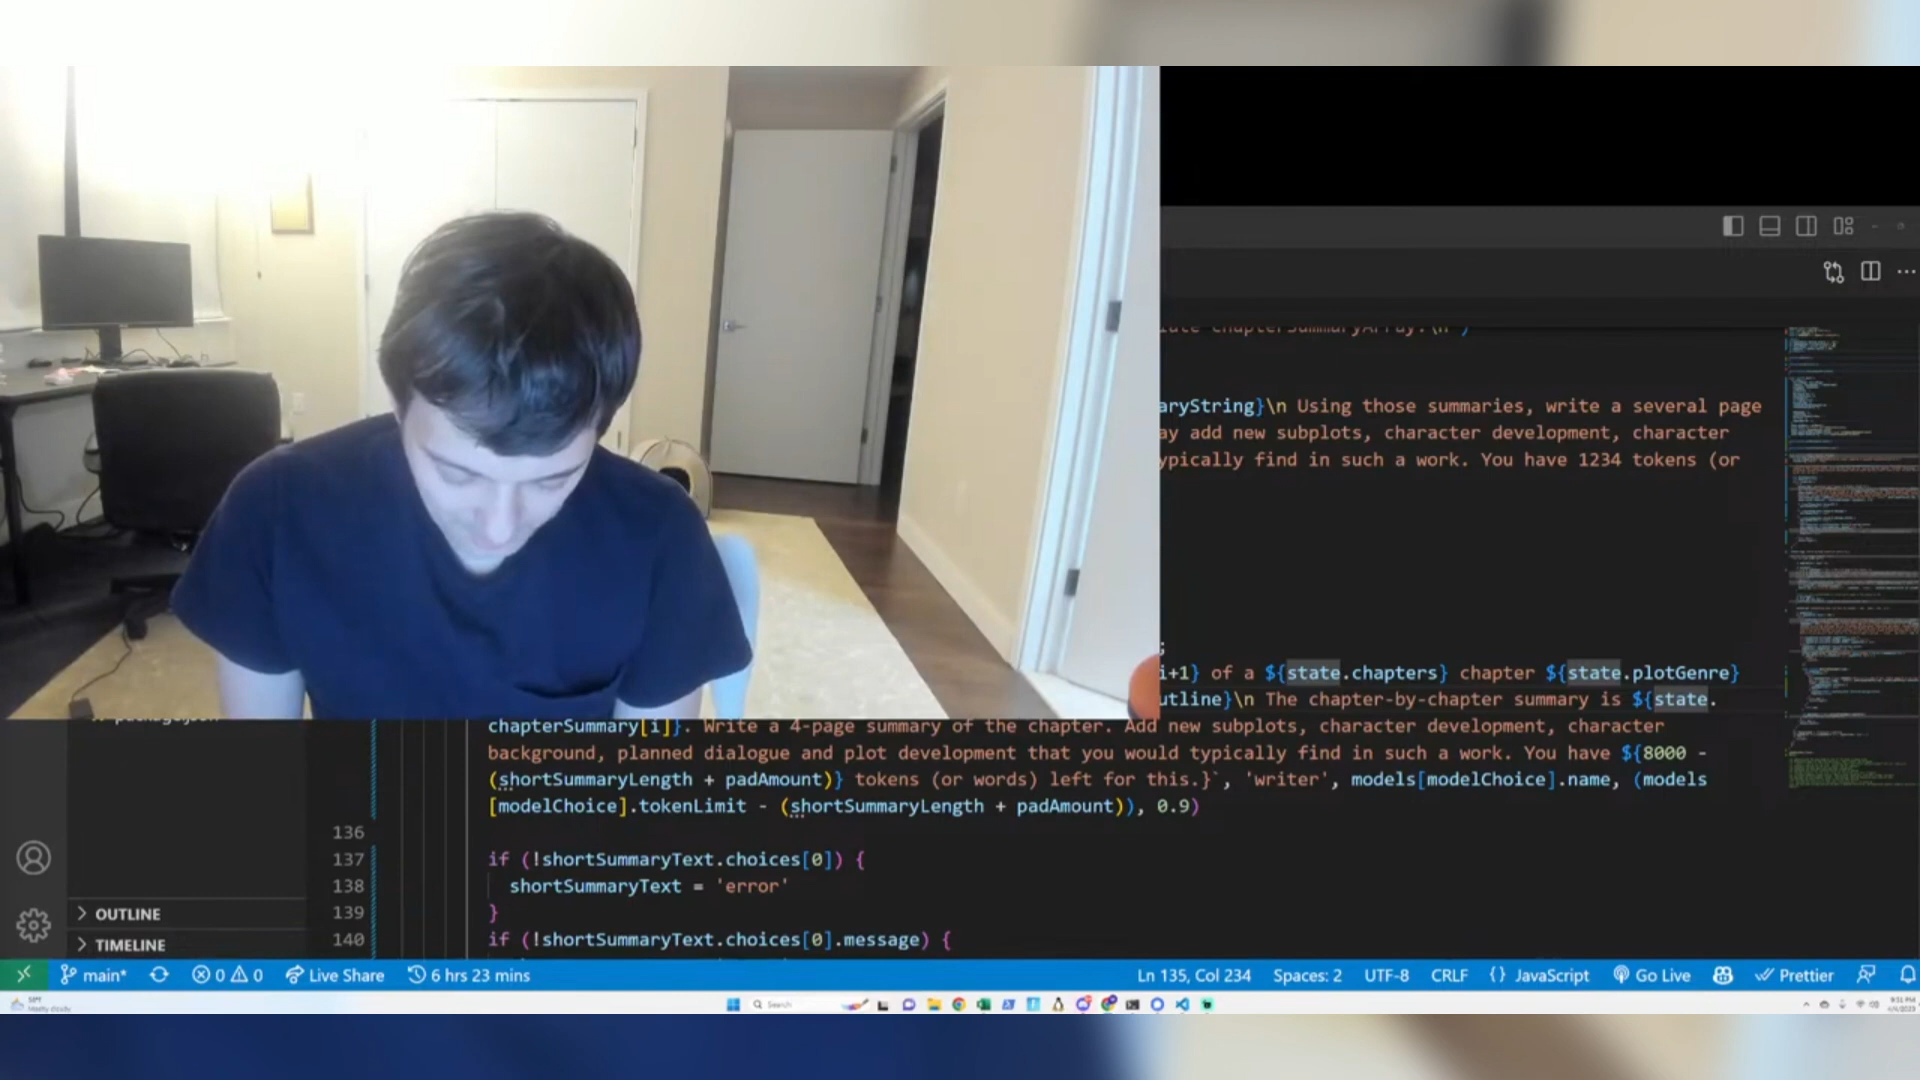 aryString}\n Using those summaries, write a several page
ay add new subplots, character development, character
ypically find in such a work. You have 1234 tokens (or
;
i+1} of a ${state.chapters} chapter ${state.plotGenre}
utline}\n The chapter-by-chapter summary is ${state.
chapterSummary[i]}. Write a 4-page summary of the chapter. Add new subplots, character development, character
background, planned dialogue and plot development that you would typically find in such a work. You have ${8000 -
(shortSummaryLength + padAmount)} tokens (or words) left for this.}`, 'writer', models[modelChoice].name, (models
[modelChoice].tokenLimit - (shortSummaryLength + padAmount)), 0.9)
136
137 if (!shortSummaryText.choices[0]) {
138 shortSummaryText = 'error'
139 }
140 if (!shortSummaryText.choices[0].message) {
OUTLINE
TIMELINE
main* 0 0 Live Share 6 hrs 23 mins Ln 135, Col 234 Spaces: 2 UTF-8 CRLF {} JavaScript Go Live Prettier
Search